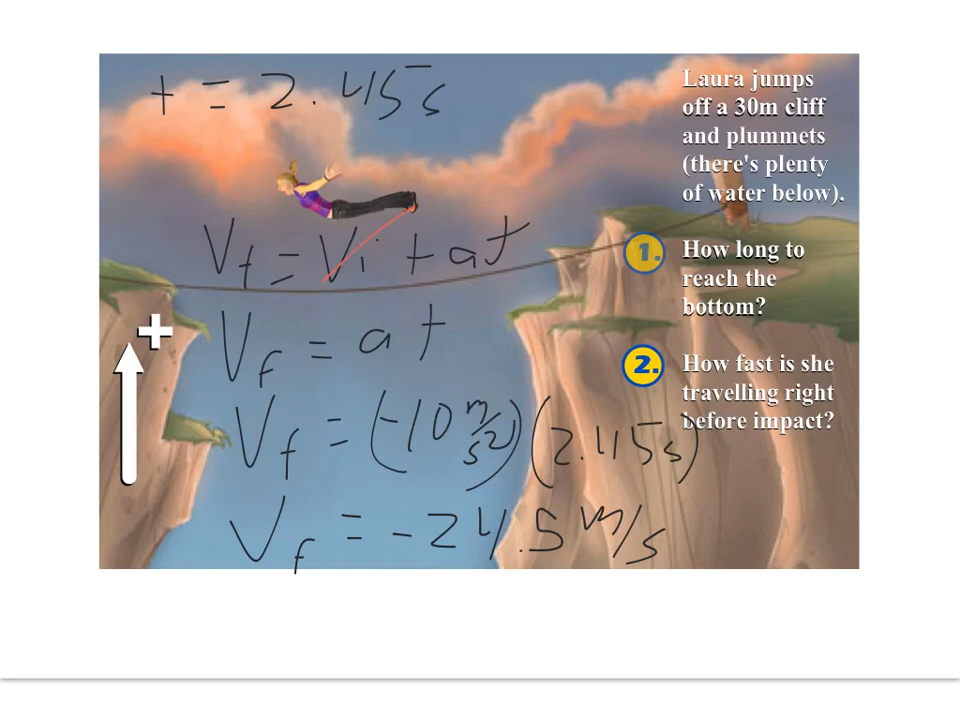 t = 2.45s
Laura jumps
off a 30m cliff
and plummets
(there's plenty
of water below).
1. How long to
reach the
bottom?
2. How fast is she
travelling right
before impact?
+
Vf = Vi + at
Vf = at
Vf = (-10 m/s²)(2.45s)
Vf = -24.5 m/s